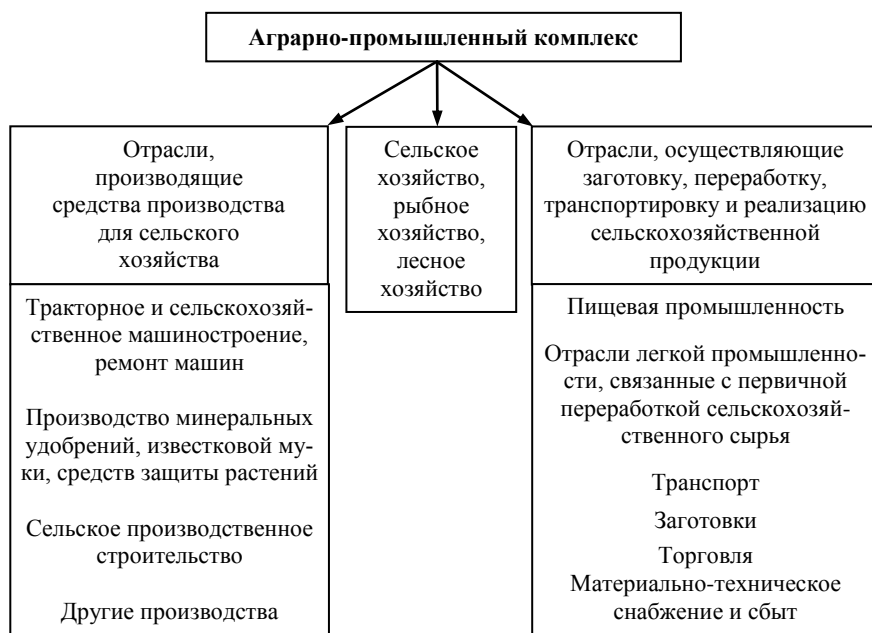 Аграрно-промышленный комплекс
Отрасли,
производящие
средства производства
для сельского
хозяйства
Сельское
хозяйство,
рыбное
хозяйство,
лесное
хозяйство
Отрасли, осуществляющие
заготовку, переработку,
транспортировку и реализацию
сельскохозяйственной
продукции
Тракторное и сельскохозяй-
ственное машиностроение,
ремонт машин
Производство минеральных
удобрений, известковой му-
ки, средств защиты растений
Сельское производственное
строительство
Другие производства
Пищевая промышленность
Отрасли легкой промышленно-
сти, связанные с первичной
переработкой сельскохозяй-
ственного сырья
Транспорт
Заготовки
Торговля
Материально-техническое
снабжение и сбыт